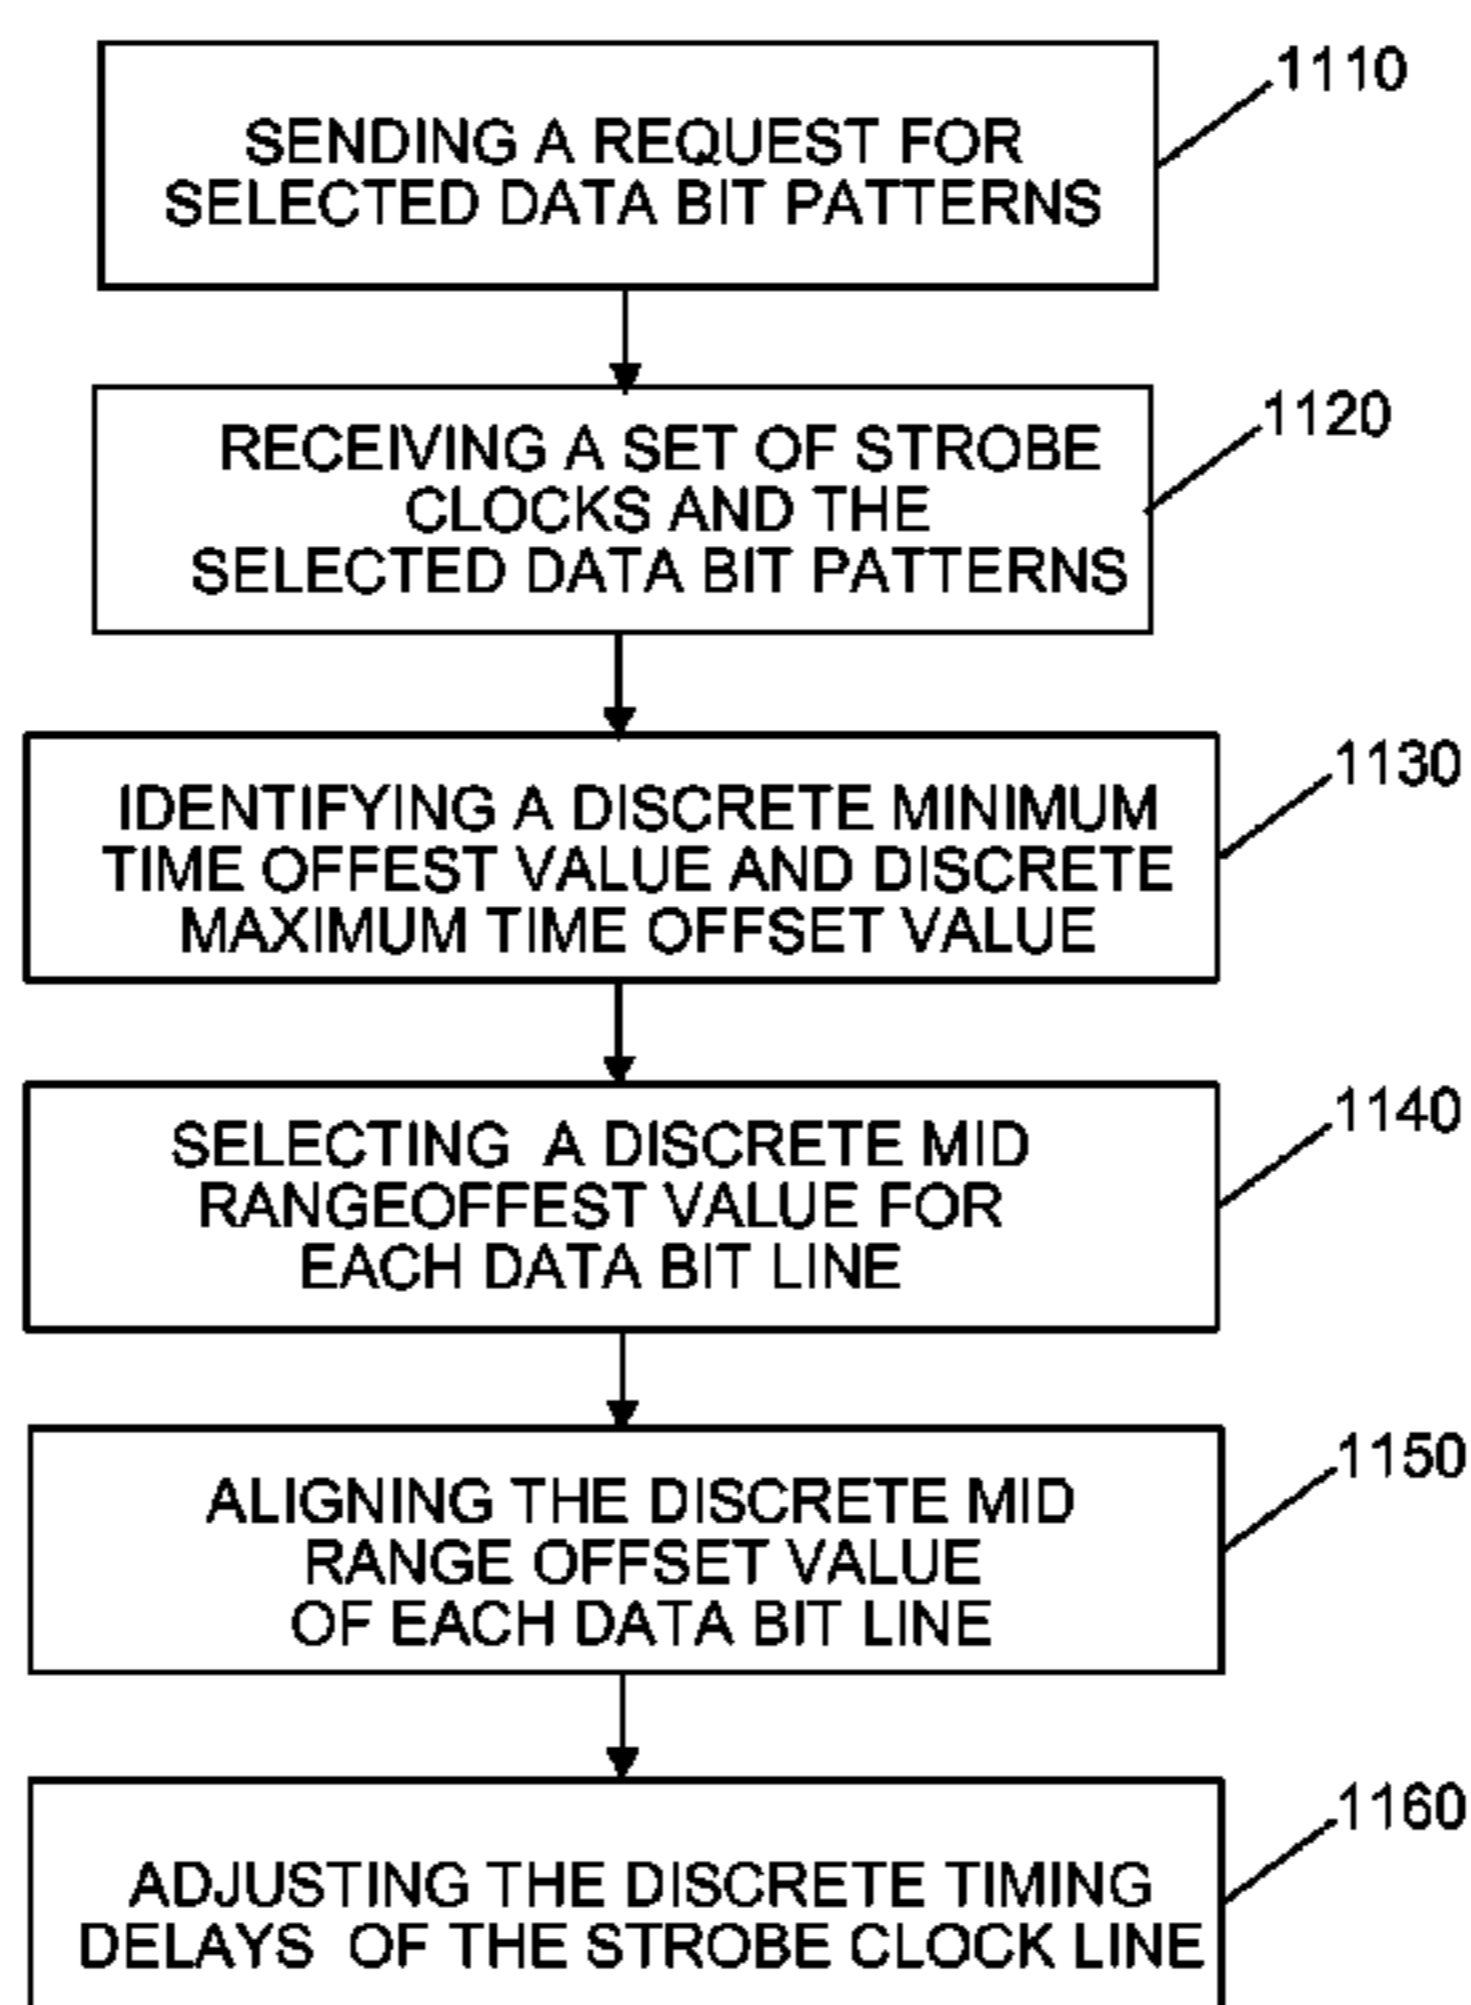 1110
SENDING A REQUEST FOR
SELECTED DATA BIT PATTERNS
1120
RECEIVING A SET OF STROBE
CLOCKS AND THE
SELECTED DATA BIT PATTERNS
1130
IDENTIFYING A DISCRETE MINIMUM
TIME OFFEST VALUE AND DISCRETE
MAXIMUM TIME OFFSET VALUE
1140
SELECTING A DISCRETE MID
RANGEOFFEST VALUE FOR
EACH DATA BIT LINE
1150
ALIGNING THE DISCRETE MID
RANGE OFFSET VALUE
OF EACH DATA BIT LINE
1160
ADJUSTING THE DISCRETE TIMING
DELAYS OF THE STROBE CLOCK LINE